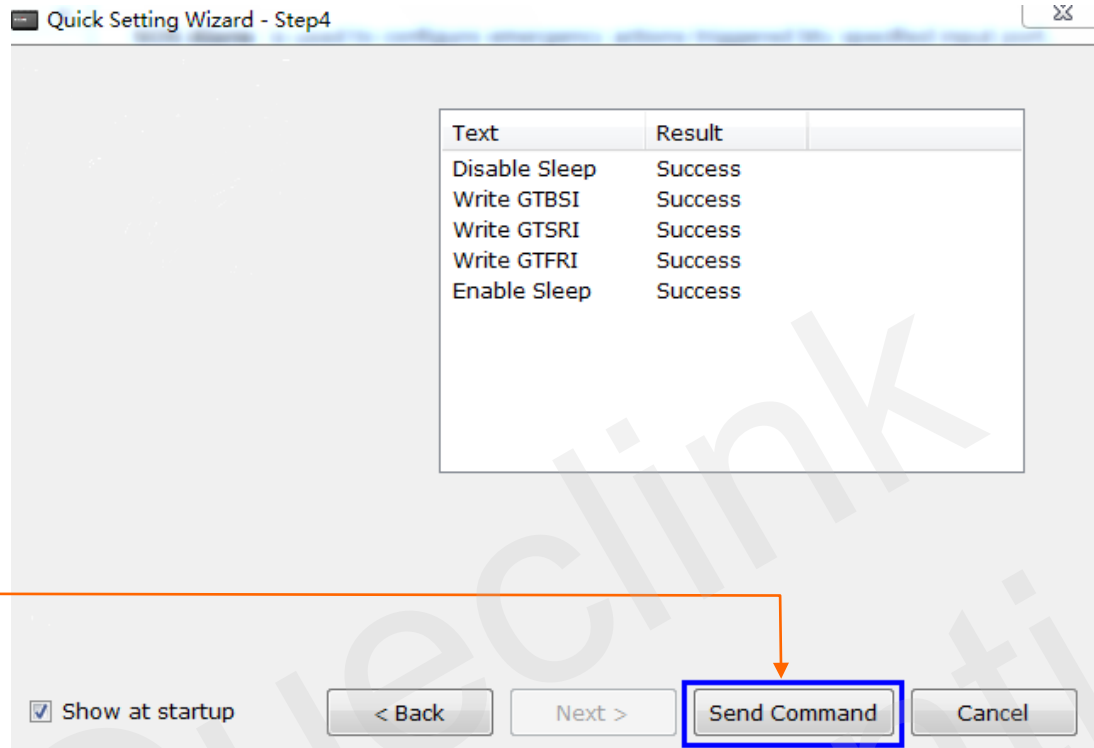 Quick Setting Wizard - Step4
Text Result
Disable Sleep Success
Write GTBSI Success
Write GTSRI Success
Write GTFRI Success
Enable Sleep Success
Show at startup < Back Next > Send Command Cancel